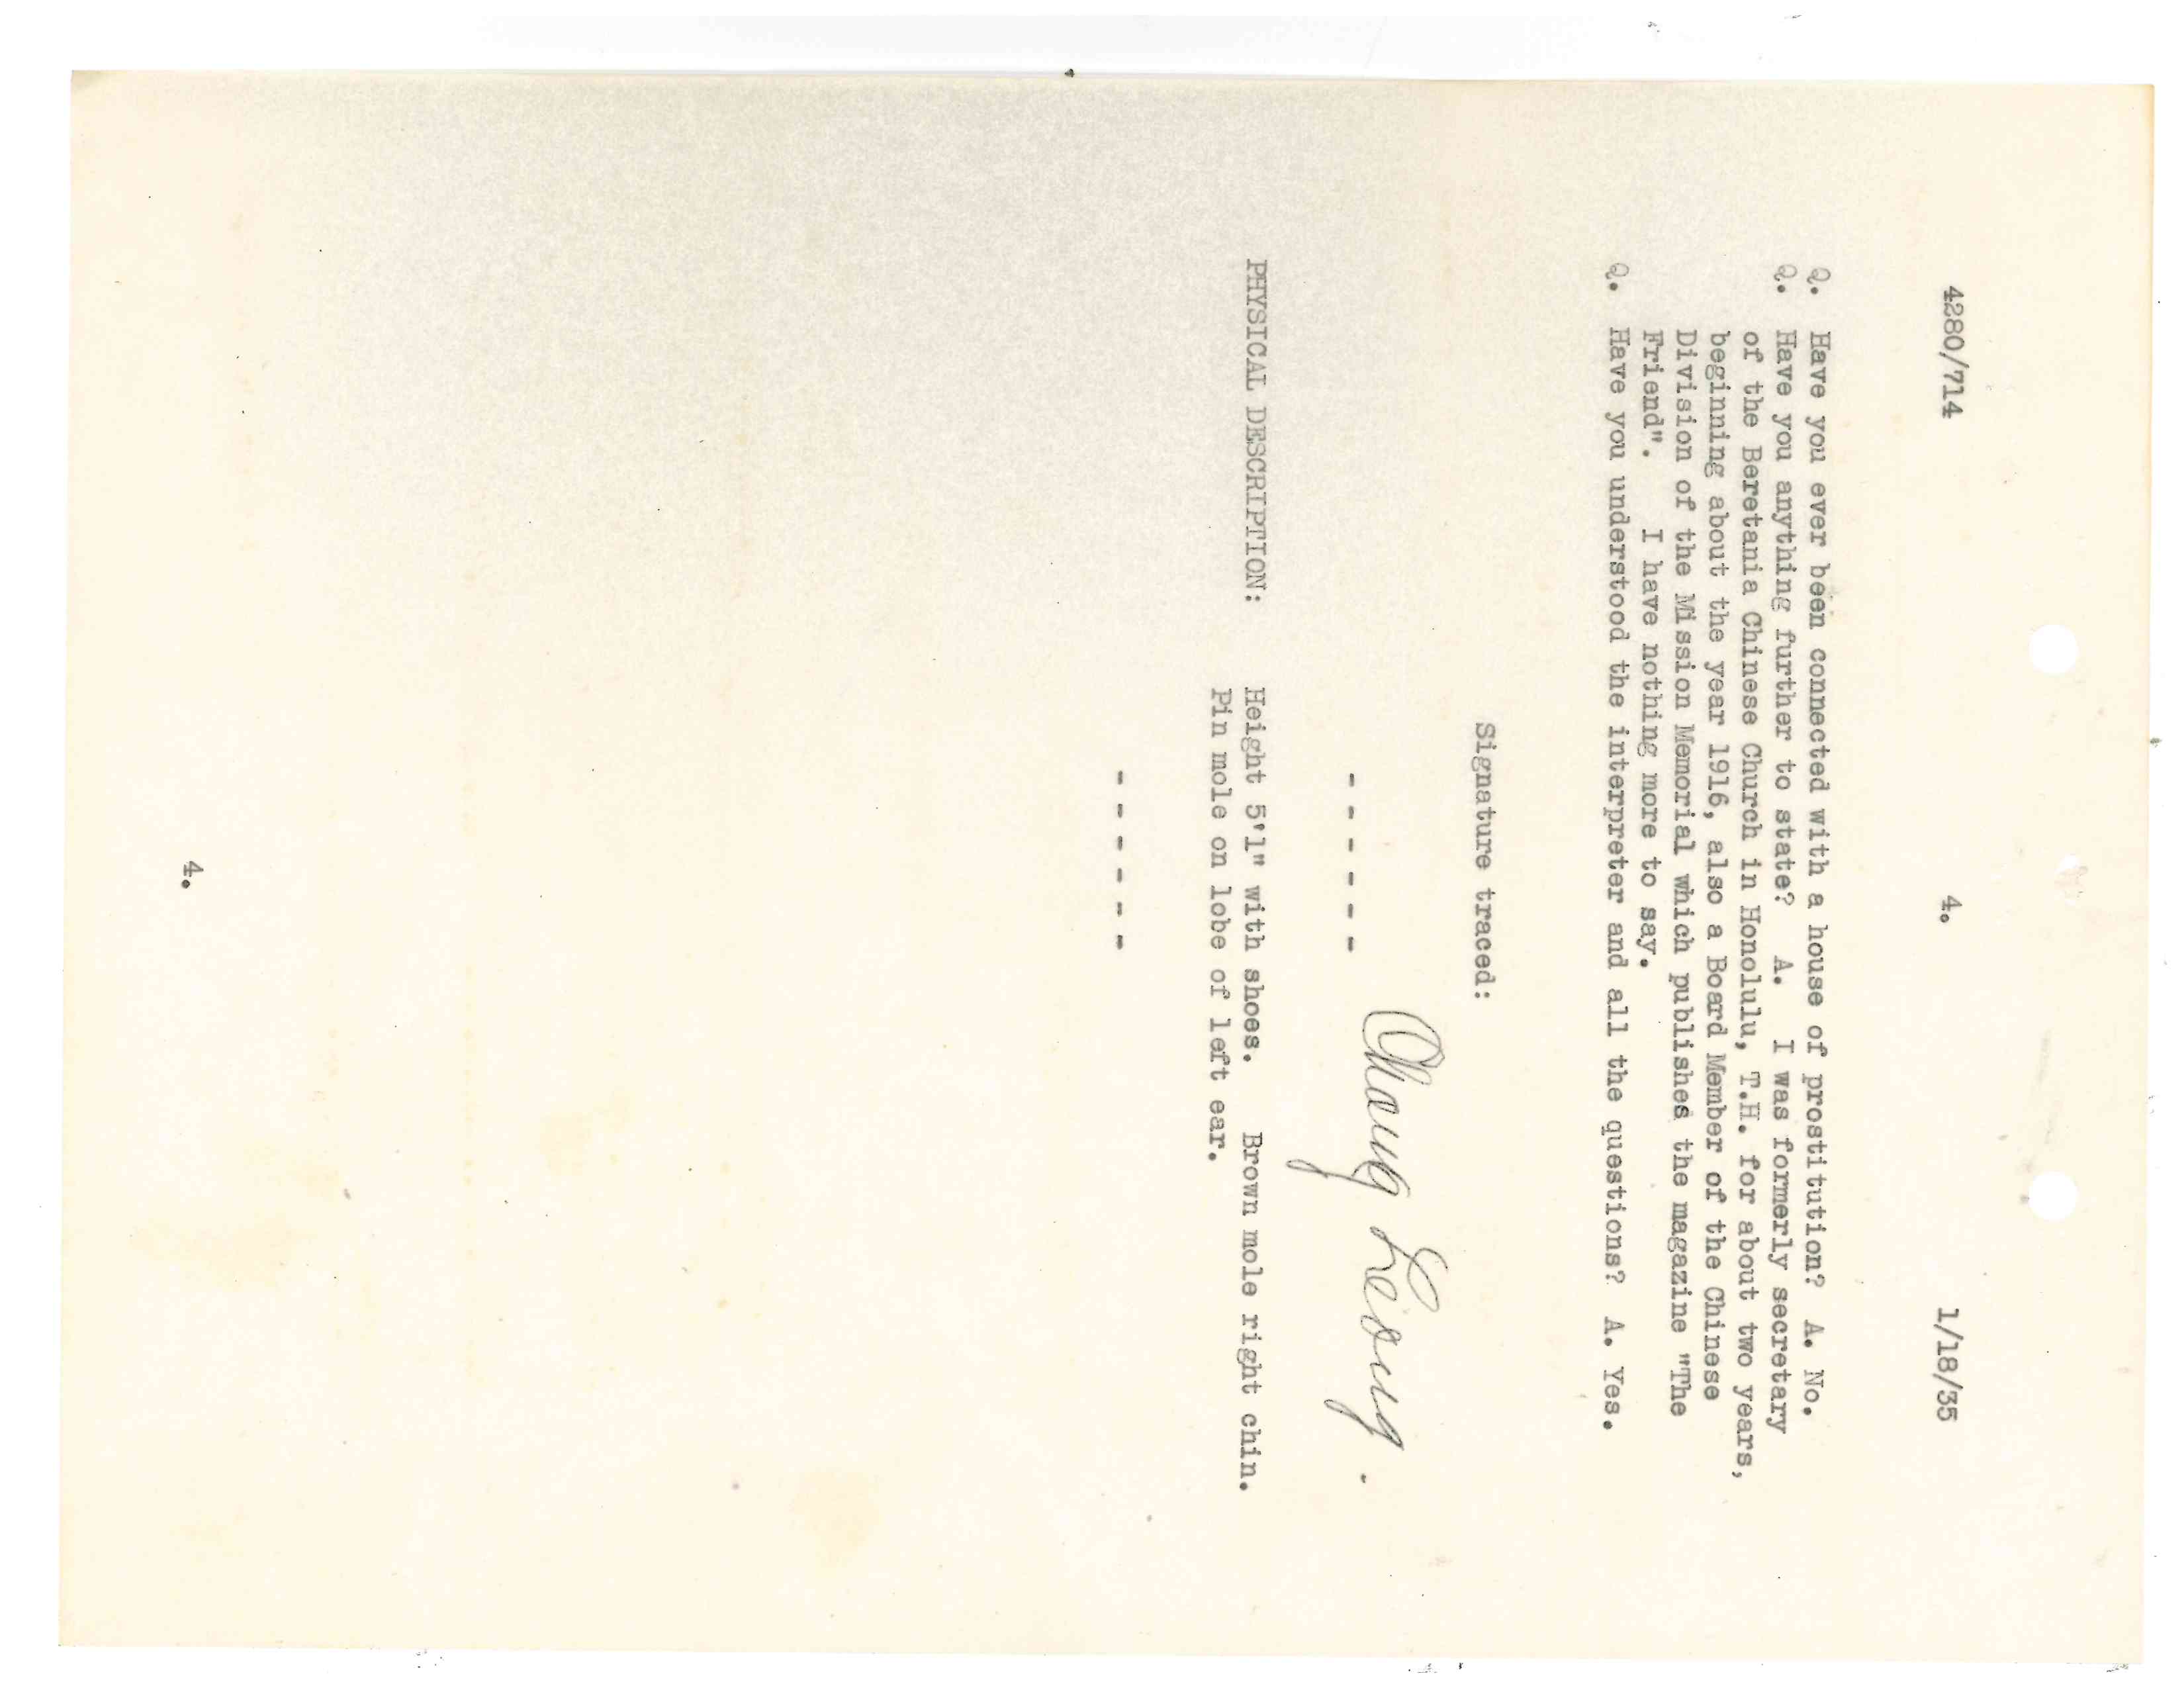 4280/714 4. 1/18/35
Q. Have you ever been connected with a house of prostitution? A. No.
Q. Have you anything further to state? A. I was formerly secretary
of the Beretania Chinese Church in Honolulu, T.H. for about two years,
beginning about the year 1916, also a Board Member of the Chinese
Division of the Mission Memorial which publishes the magazine "The
Friend". I have nothing more to say.
Q. Have you understood the interpreter and all the questions? A. Yes.
Signature traced:
Chang Leong.
- - - - - -
PHYSICAL DESCRIPTION: Height 5'1" with shoes. Brown mole right chin.
Pin mole on lobe of left ear.
- - - - - -
4.